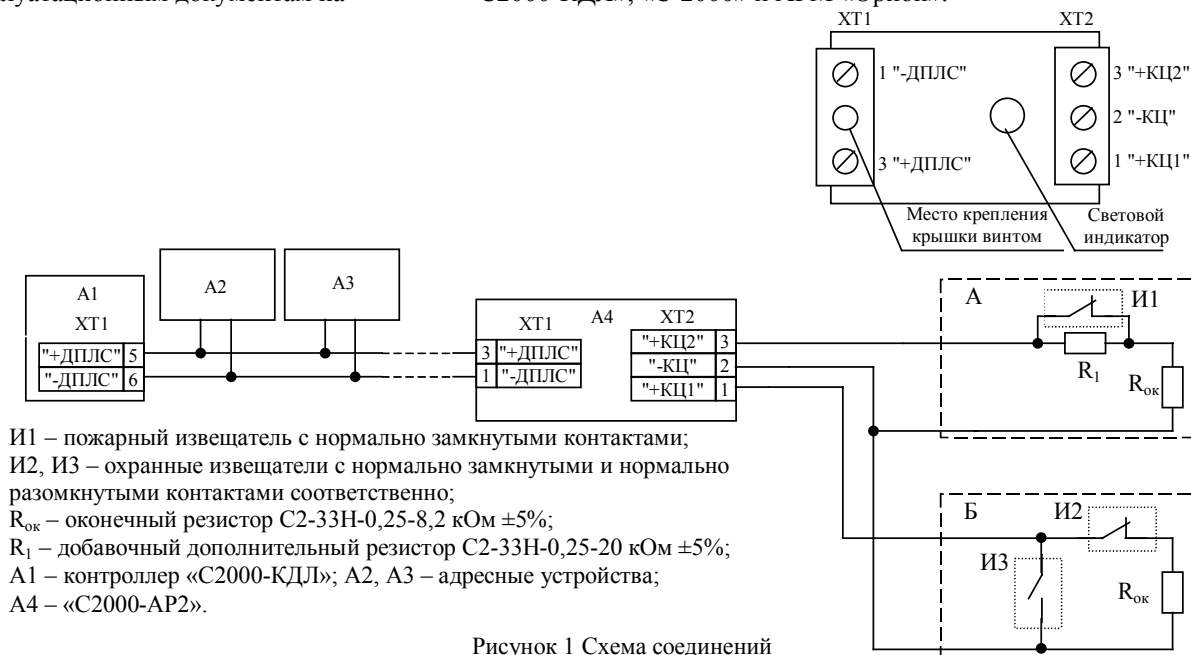 луатационным документам на С2000-КДЛ», «С-2000» и АРМ «Орион».
XT1 XT2
1 "-ДПЛС" 3 "+КЦ2"
2 "-КЦ"
3 "+ДПЛС" 1 "+КЦ1"
Место крепления крышки винтом
Световой индикатор
А1
XT1
"+ДПЛС" 5
"-ДПЛС" 6
А2
А3
А4
XT1
3 "+ДПЛС"
1 "-ДПЛС"
XT2
"+КЦ2" 3
"-КЦ" 2
"+КЦ1" 1
А
И1
R₁
Rок
И1 – пожарный извещатель с нормально замкнутыми контактами;
И2, И3 – охранные извещатели с нормально замкнутыми и нормально
разомкнутыми контактами соответственно;
Rок – оконечный резистор С2-33Н-0,25-8,2 кОм ±5%;
R₁ – добавочный дополнительный резистор С2-33Н-0,25-20 кОм ±5%;
А1 – контроллер «С2000-КДЛ»; А2, А3 – адресные устройства;
А4 – «С2000-АР2».
Б
И2
И3
Rок
Рисунок 1 Схема соединений